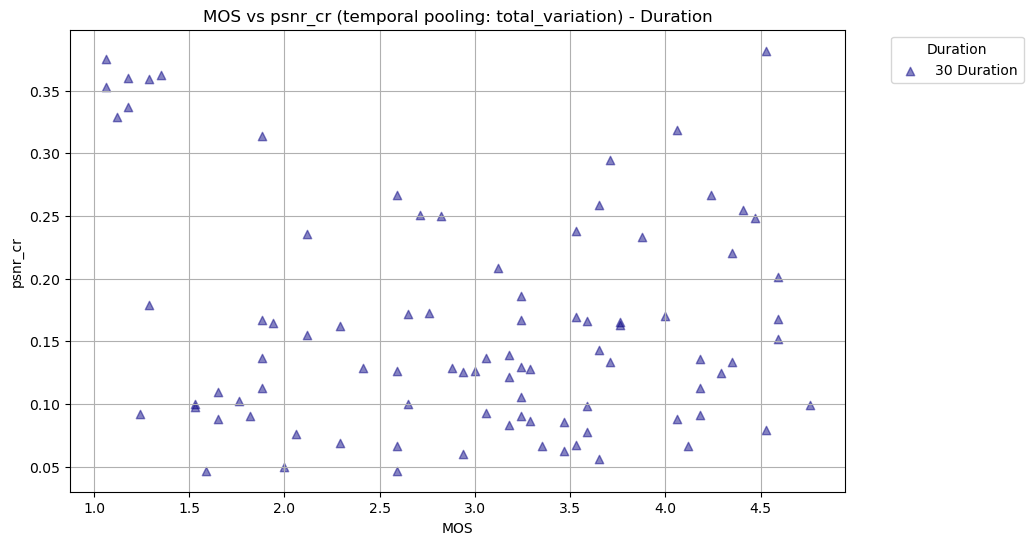 MOS vs psnr_cr (temporal pooling: total_variation) - Duration
Duration
30 Duration
psnr_cr
0.35
0.30
0.25
0.20
0.15
0.10
0.05
1.0 1.5 2.0 2.5 3.0 3.5 4.0 4.5
MOS